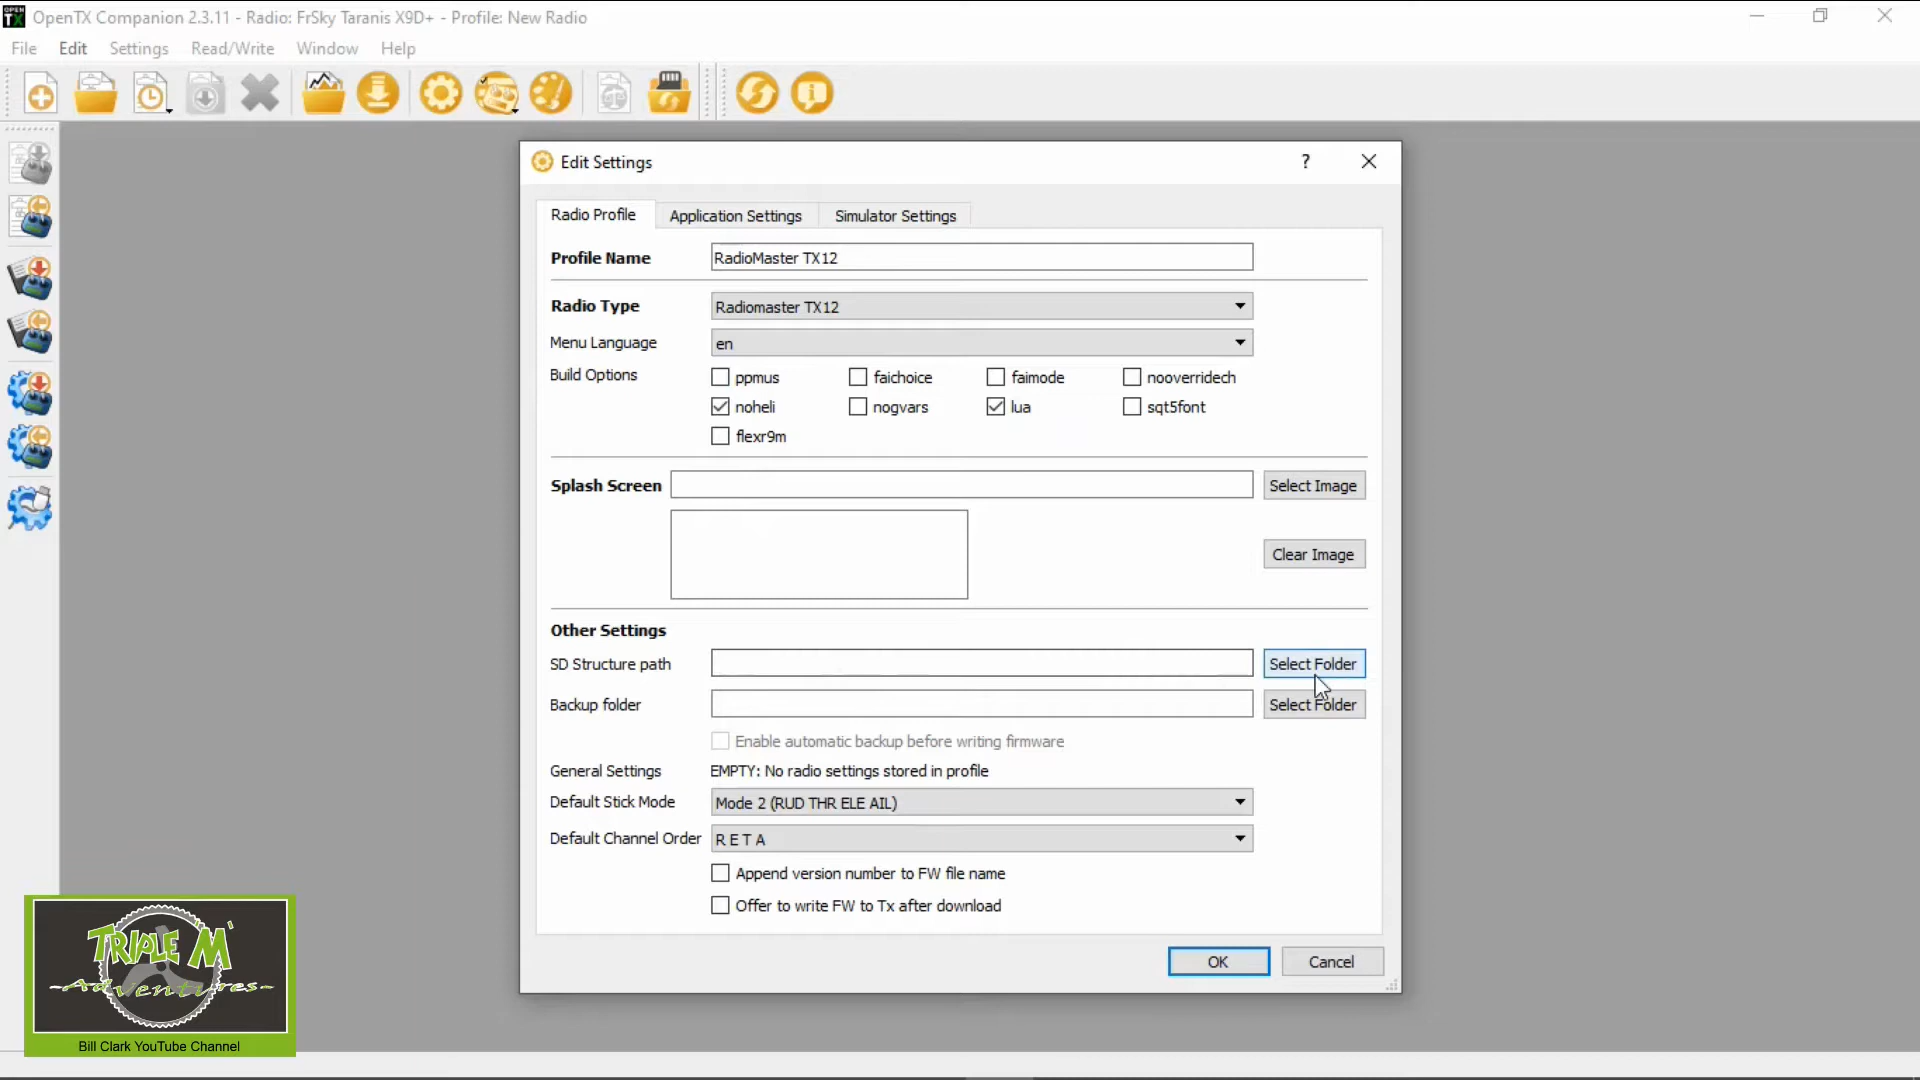 OpenTX Companion 2.3.11 - Radio: FrSky Taranis X9D+ - Profile: New Radio
File Edit Settings Read/Write Window Help
Edit Settings
?
Radio Profile Application Settings Simulator Settings
Profile Name RadioMaster TX12
Radio Type Radiomaster TX12
Menu Language en
Build Options ppmus faichoice faimode nooverridech
noheli nogvars lua sqt5font
flexr9m
Splash Screen Select Image
Clear Image
Other Settings
SD Structure path Select Folder
Backup folder Select Folder
Enable automatic backup before writing firmware
General Settings EMPTY: No radio settings stored in profile
Default Stick Mode Mode 2 (RUD THR ELE AIL)
Default Channel Order R E T A
Append version number to FW file name
Offer to write FW to Tx after download
OK Cancel
TRIPLE M
-Adventures-
Bill Clark YouTube Channel